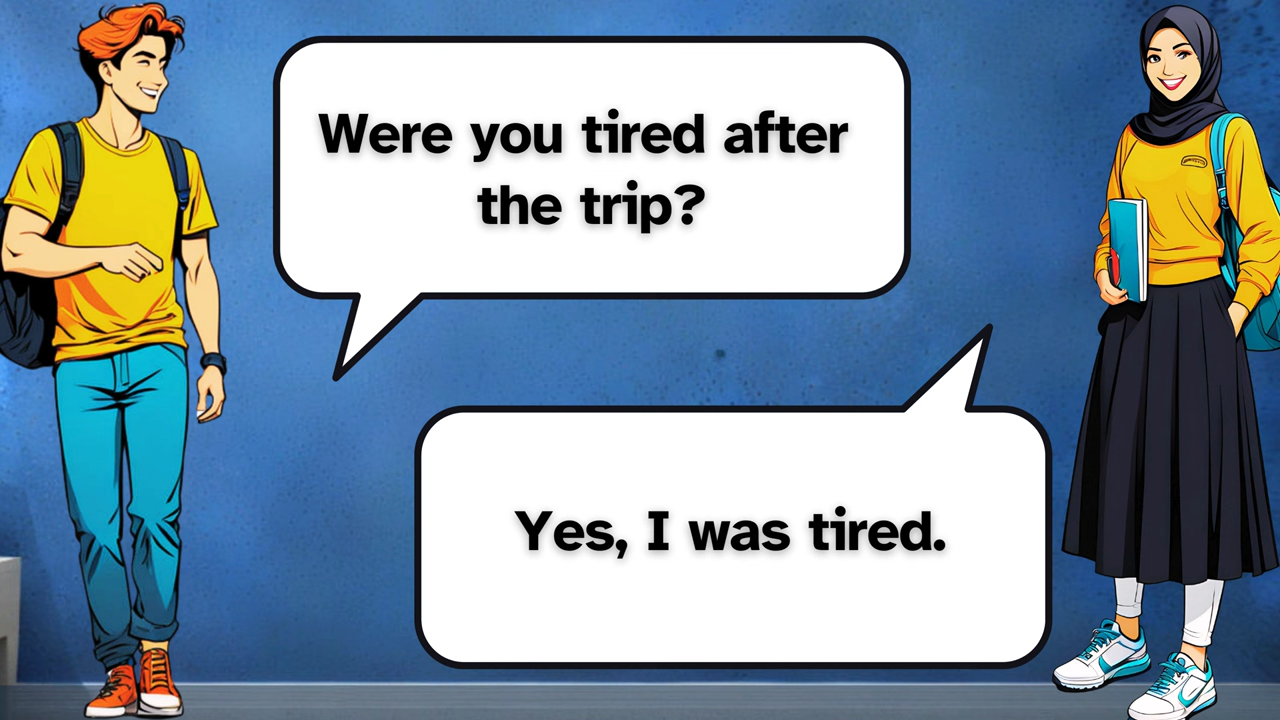 Were you tired after
the trip?
Yes, I was tired.